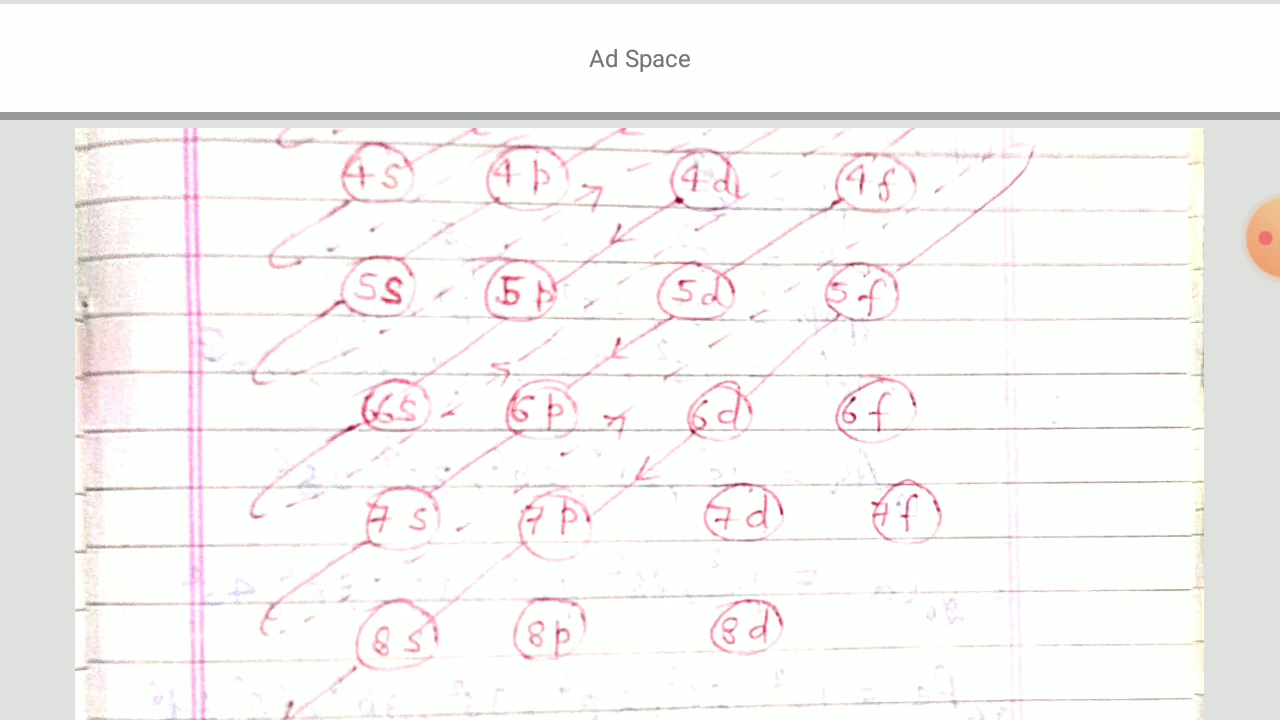 Ad Space
4s 4p 4d 4f
5s 5p 5d 5f
6s 6p 6d 6f
7s 7p 7d 7f
8s 8p 8d